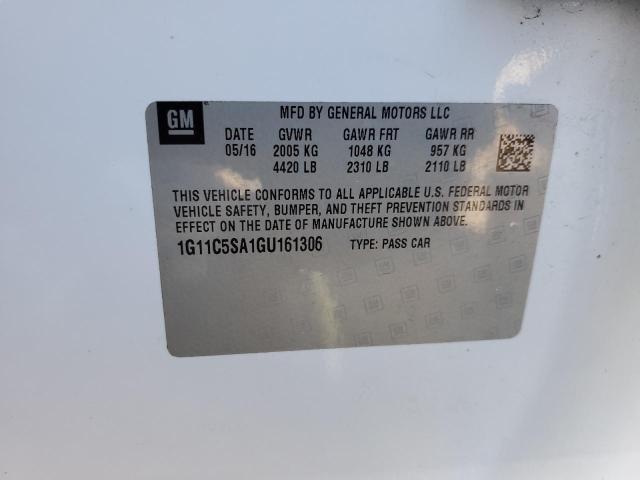 GM
MFD BY GENERAL MOTORS LLC
DATE GVWR GAWR FRT GAWR RR
05/16 2005 KG 1048 KG 957 KG
4420 LB 2310 LB 2110 LB
THIS VEHICLE CONFORMS TO ALL APPLICABLE U.S. FEDERAL MOTOR
VEHICLE SAFETY, BUMPER, AND THEFT PREVENTION STANDARDS IN
EFFECT ON THE DATE OF MANUFACTURE SHOWN ABOVE.
1G11C5SA1GU161306 TYPE: PASS CAR